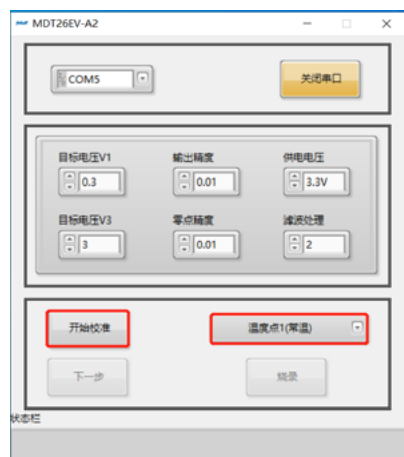 MDT26EV-A2
COM5
关闭串口
目标电压V1 输出精度 供电电压
0.3 0.01 3.3V
目标电压V3 零点精度 滤波处理
3 0.01 2
开始校准 温度点1(常温)
下一步 烧录
状态栏